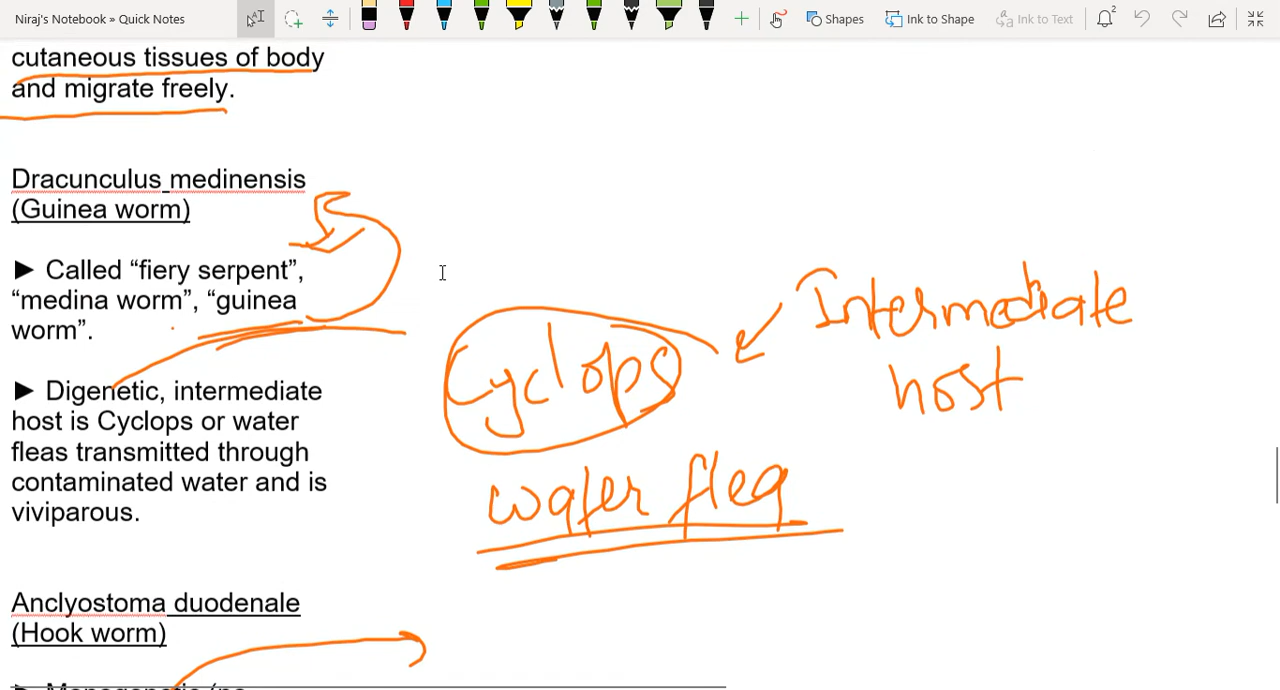 Niraj's Notebook » Quick Notes
Shapes
Ink to Shape
Ink to Text
2
cutaneous tissues of body
and migrate freely.
Dracunculus medinensis
(Guinea worm)
► Called “fiery serpent”,
“medina worm”, “guinea
worm”.
► Digenetic, intermediate
host is Cyclops or water
fleas transmitted through
contaminated water and is
viviparous.
Intermediate
host
Cyclops
water flea
Anclyostoma duodenale
(Hook worm)